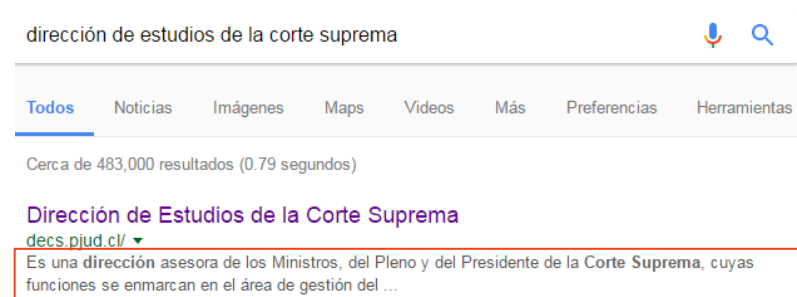 dirección de estudios de la corte suprema
Todos Noticias Imágenes Maps Videos Más Preferencias Herramientas
Cerca de 483,000 resultados (0.79 segundos)
Dirección de Estudios de la Corte Suprema
decs.pjud.cl/
Es una dirección asesora de los Ministros, del Pleno y del Presidente de la Corte Suprema, cuyas
funciones se enmarcan en el área de gestión del ...